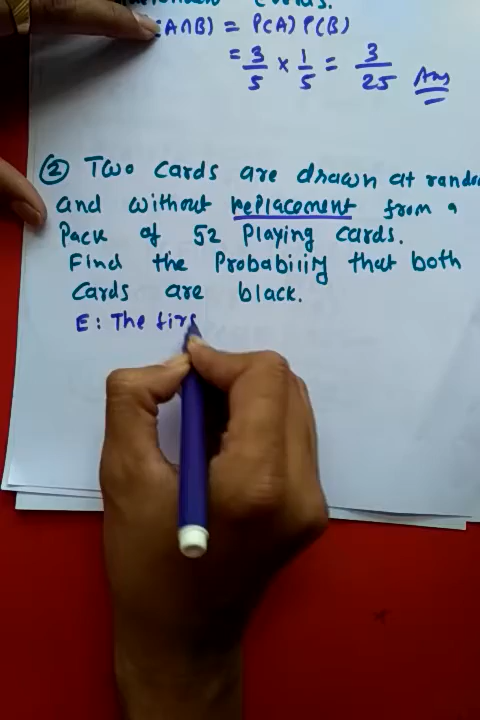 (A∩B) = P(A) P(B)
= 3/5 × 1/5 = 3/25 Ans
② Two cards are drawn at rando
and without replacement from a
Pack of 52 Playing cards.
Find the Probability that both
cards are black.
E: The firs